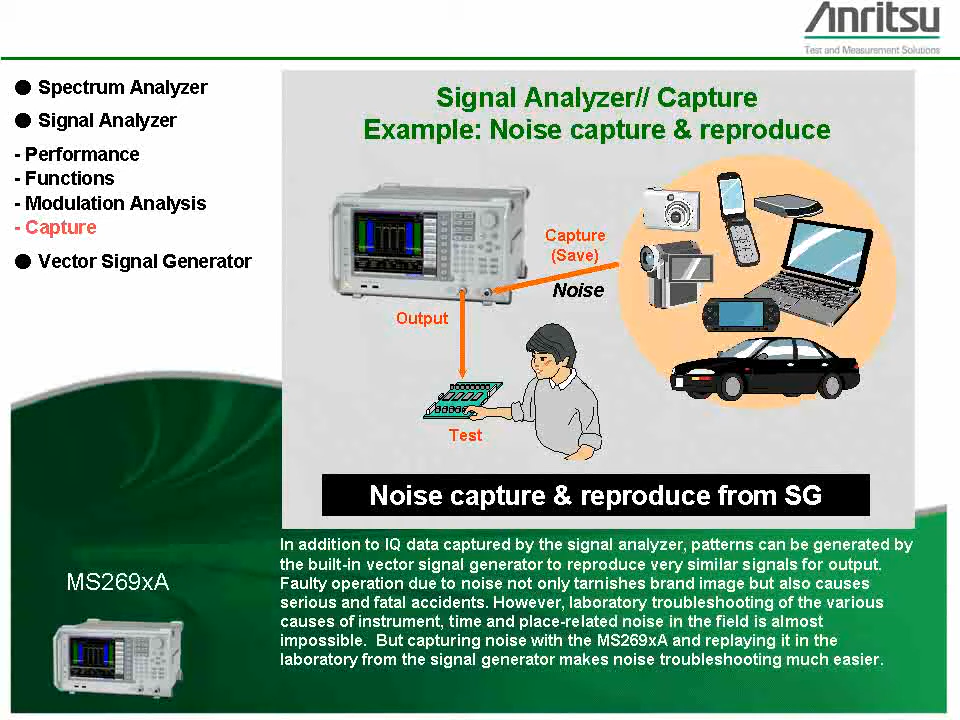 Anritsu
Test and Measurement Solutions
● Spectrum Analyzer
● Signal Analyzer
- Performance
- Functions
- Modulation Analysis
- Capture
● Vector Signal Generator
Signal Analyzer// Capture
Example: Noise capture & reproduce
Capture
(Save)
Noise
Output
Test
Noise capture & reproduce from SG
MS269xA
In addition to IQ data captured by the signal analyzer, patterns can be generated by
the built-in vector signal generator to reproduce very similar signals for output.
Faulty operation due to noise not only tarnishes brand image but also causes
serious and fatal accidents. However, laboratory troubleshooting of the various
causes of instrument, time and place-related noise in the field is almost
impossible.  But capturing noise with the MS269xA and replaying it in the
laboratory from the signal generator makes noise troubleshooting much easier.